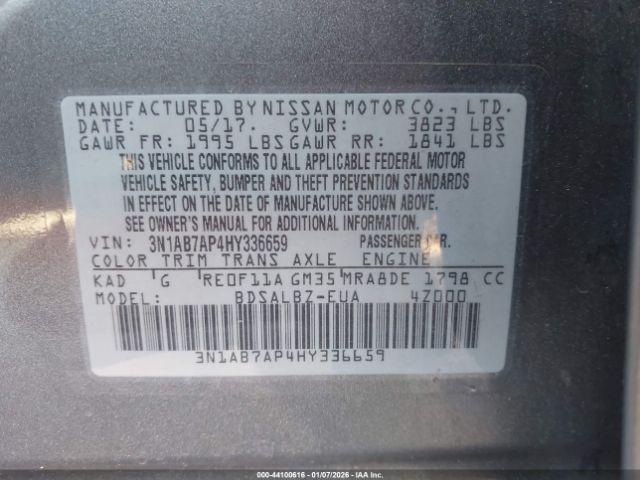 MANUFACTURED BY NISSAN MOTOR CO., LTD.
DATE: 05/17. GVWR: 3823 LBS
GAWR FR: 1995 LBS GAWR RR: 1841 LBS
THIS VEHICLE CONFORMS TO ALL APPLICABLE FEDERAL MOTOR
VEHICLE SAFETY, BUMPER AND THEFT PREVENTION STANDARDS
IN EFFECT ON THE DATE OF MANUFACTURE SHOWN ABOVE.
SEE OWNER'S MANUAL FOR ADDITIONAL INFORMATION.
VIN: 3N1AB7AP4HY336659 PASSENGER CAR.
COLOR TRIM TRANS AXLE ENGINE
KAD G RE0F11A GM35 MRA8DE 1798 CC
MODEL: BDSALBZ-EUA 4Z000
3N1AB7AP4HY336659
000-44100616 | 01/07/2026 | IAA Inc.